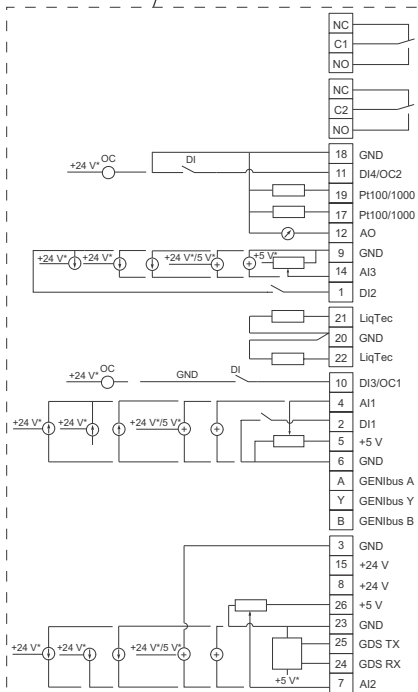 NC
C1
NO
NC
C2
NO
18 GND
+24 V* OC DI 11 DI4/OC2
19 Pt100/1000
17 Pt100/1000
12 AO
9 GND
+24 V* +24 V* +24 V*/5 V* +5 V* 14 AI3
1 DI2
21 LiqTec
20 GND
22 LiqTec
+24 V* OC GND DI 10 DI3/OC1
4 AI1
2 DI1
+24 V* +24 V* +24 V*/5 V* 5 +5 V
6 GND
A GENIbus A
Y GENIbus Y
B GENIbus B
3 GND
15 +24 V
8 +24 V
26 +5 V
23 GND
25 GDS TX
+24 V* +24 V* +24 V*/5 V* 24 GDS RX
+5 V* 7 AI2